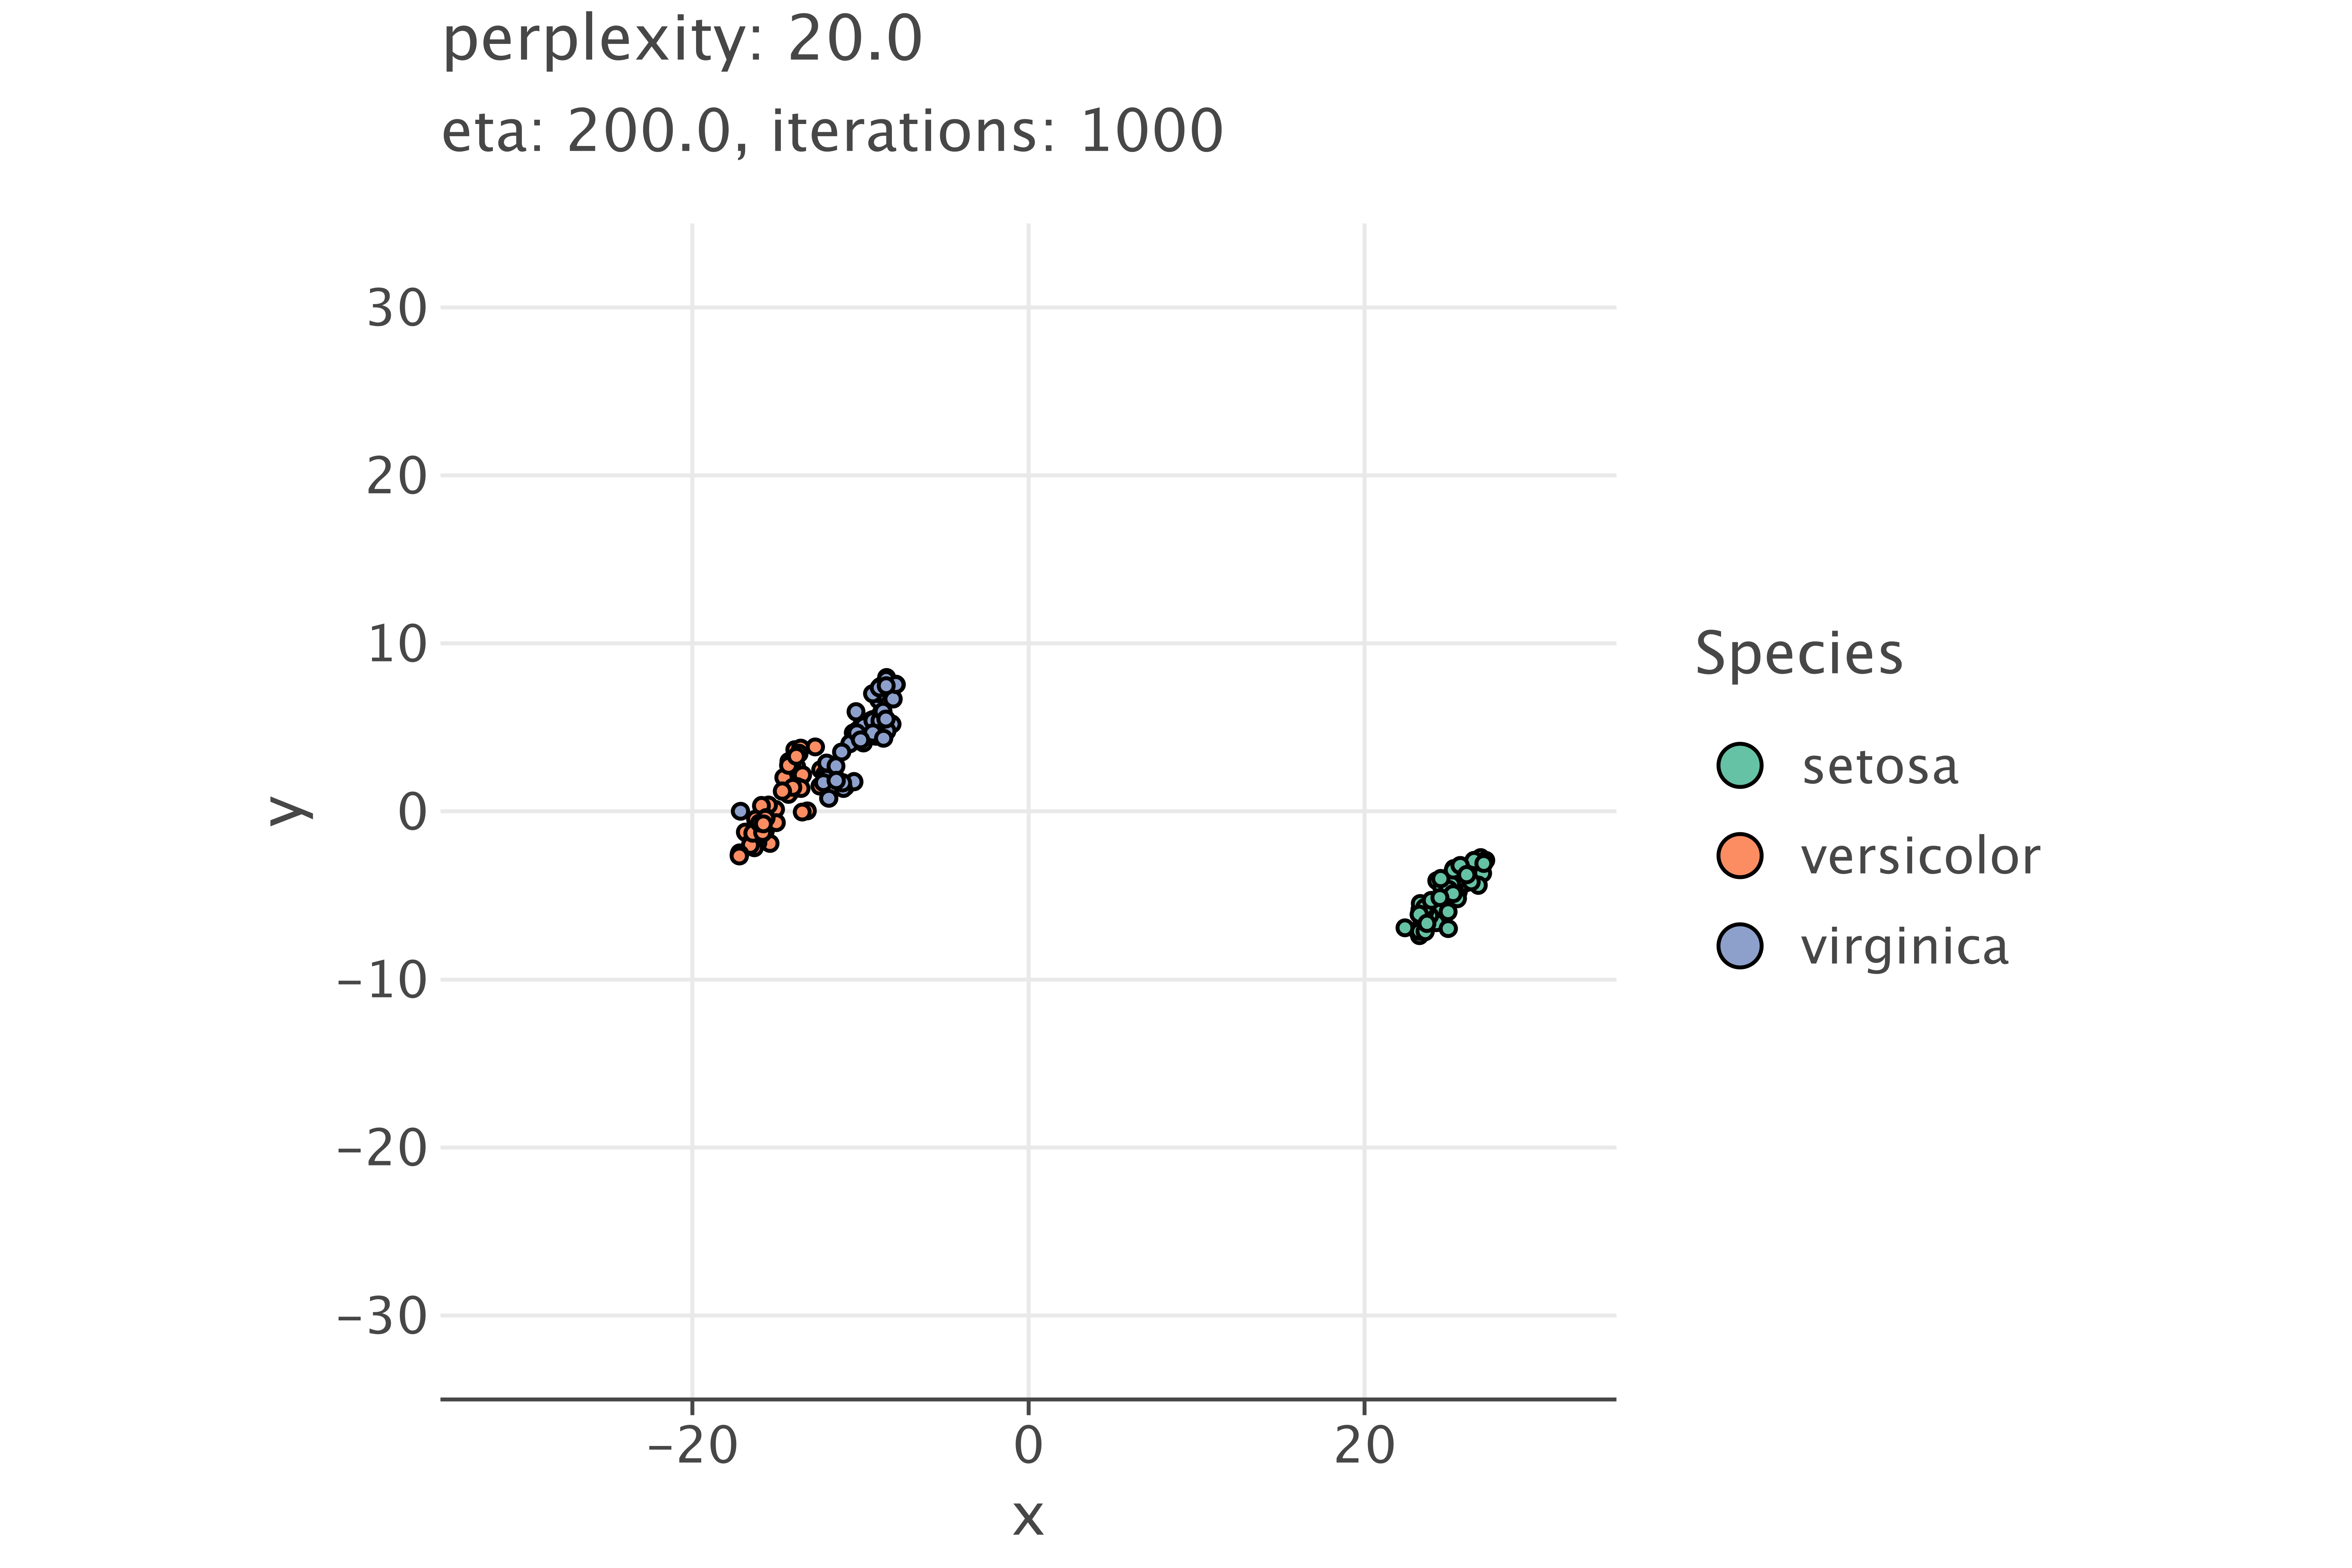 perplexity: 20.0
eta: 200.0, iterations: 1000
30
20
10
0
−10
−20
−30
y
−20 0 20
x
Species
setosa
versicolor
virginica